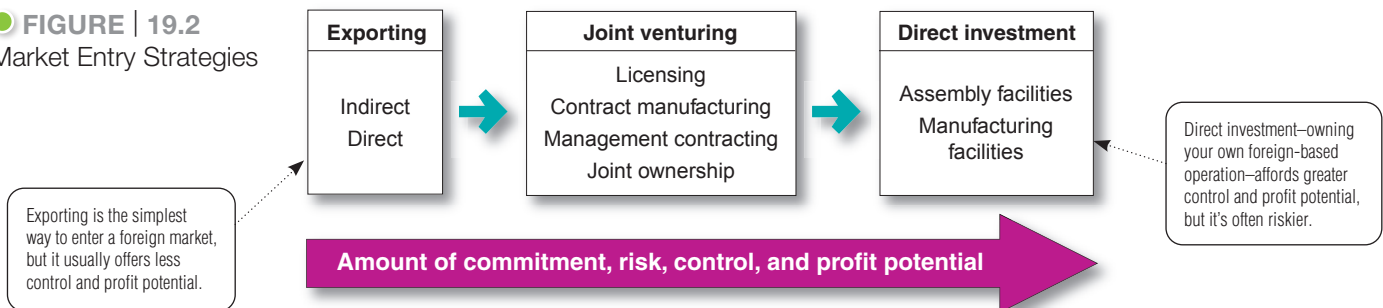 FIGURE | 19.2
Market Entry Strategies
Exporting
Indirect
Direct
Joint venturing
Licensing
Contract manufacturing
Management contracting
Joint ownership
Direct investment
Assembly facilities
Manufacturing
facilities
Exporting is the simplest
way to enter a foreign market,
but it usually offers less
control and profit potential.
Direct investment–owning
your own foreign-based
operation–affords greater
control and profit potential,
but it’s often riskier.
Amount of commitment, risk, control, and profit potential